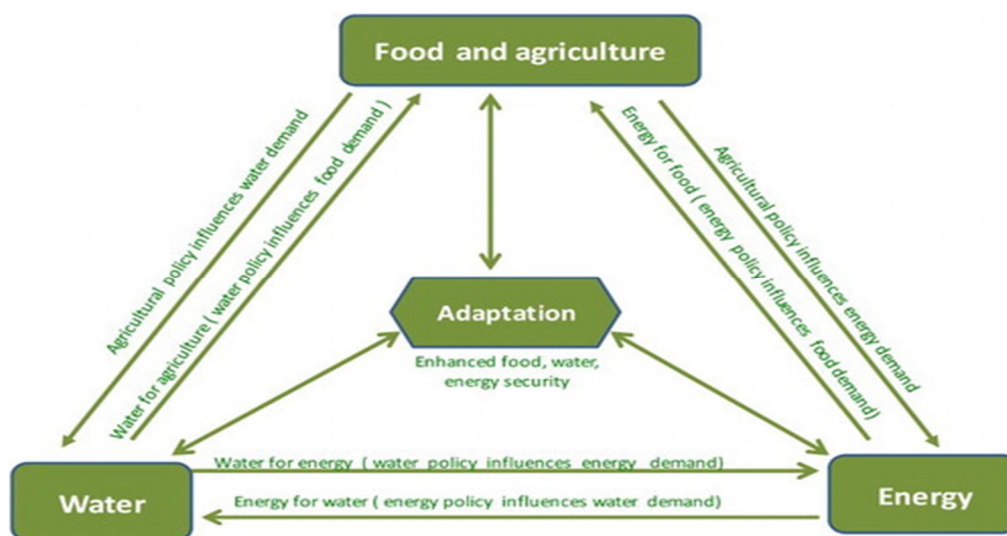 Food and agriculture
Agricultural policy influences water demand
Water for agriculture ( water policy influences food demand )
Energy for food ( energy policy influences food demand)
Agricultural policy influences energy demand
Adaptation
Enhanced food, water,
energy security
Water for energy ( water policy influences energy demand)
Water
Energy for water ( energy policy influences water demand)
Energy